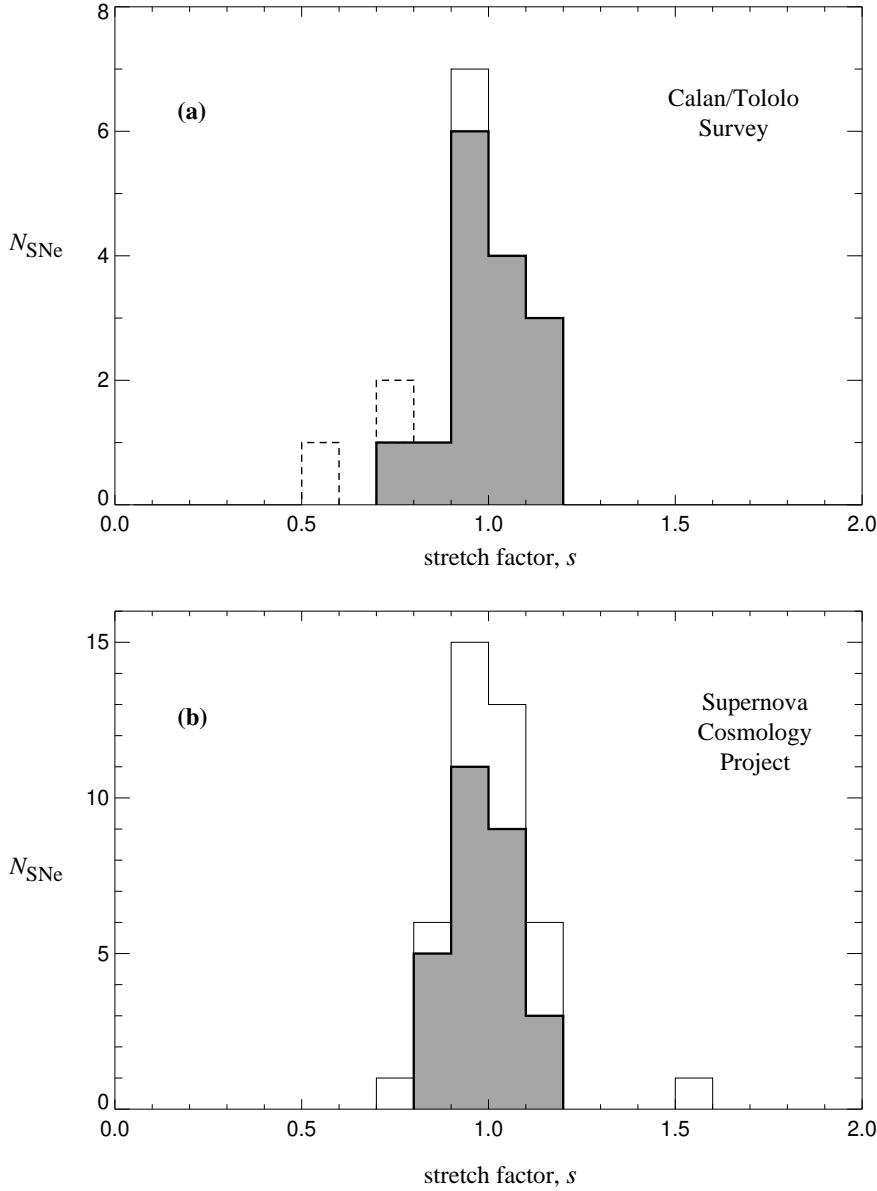 8
6
4
2
0
N_SNe
(a)
Calan/Tololo
Survey
0.0 0.5 1.0 1.5 2.0
stretch factor, s
15
10
5
0
N_SNe
(b)
Supernova
Cosmology
Project
0.0 0.5 1.0 1.5 2.0
stretch factor, s